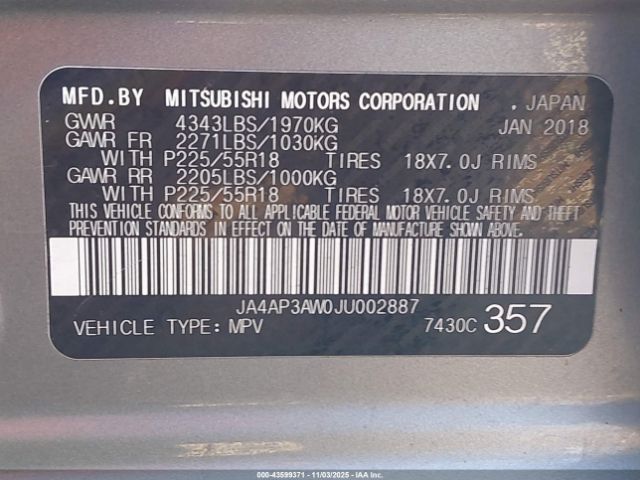 MFD.BY MITSUBISHI MOTORS CORPORATION . JAPAN
GVWR 4343LBS/1970KG JAN 2018
GAWR FR 2271LBS/1030KG
WITH P225/55R18 TIRES 18X7.0J RIMS
GAWR RR 2205LBS/1000KG
WITH P225/55R18 TIRES 18X7.0J RIMS
THIS VEHICLE CONFORMS TO ALL APPLICABLE FEDERAL MOTOR VEHICLE SAFETY AND THEFT
PREVENTION STANDARDS IN EFFECT ON THE DATE OF MANUFACTURE SHOWN ABOVE.
JA4AP3AW0JU002887
VEHICLE TYPE: MPV 7430C 357
000-43599371 - 11/03/2025 - IAA, Inc.